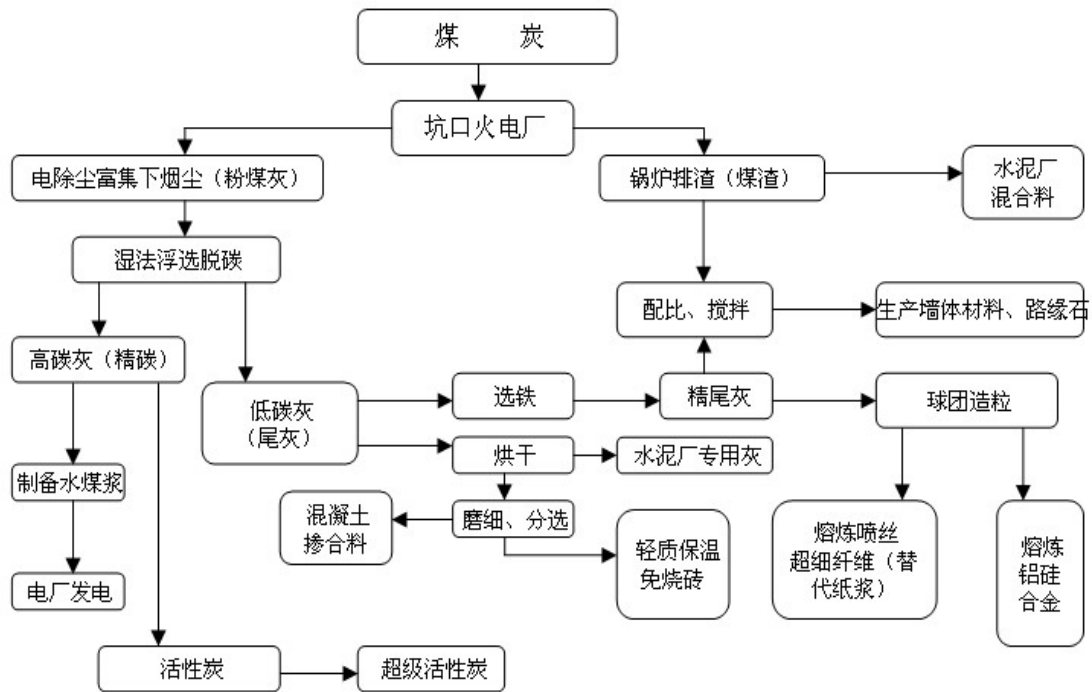 煤 炭
坑口火电厂
电除尘富集下烟尘（粉煤灰）
锅炉排渣（煤渣）
水泥厂
混合料
湿法浮选脱碳
配比、搅拌
生产墙体材料、路缘石
高碳灰（精碳）
低碳灰
（尾灰）
选铁
精尾灰
球团造粒
烘干
水泥厂专用灰
制备水煤浆
混凝土
掺合料
磨细、分选
轻质保温
免烧砖
熔炼喷丝
超细纤维（替
代纸浆）
熔炼
铝硅
合金
电厂发电
活性炭
超级活性炭